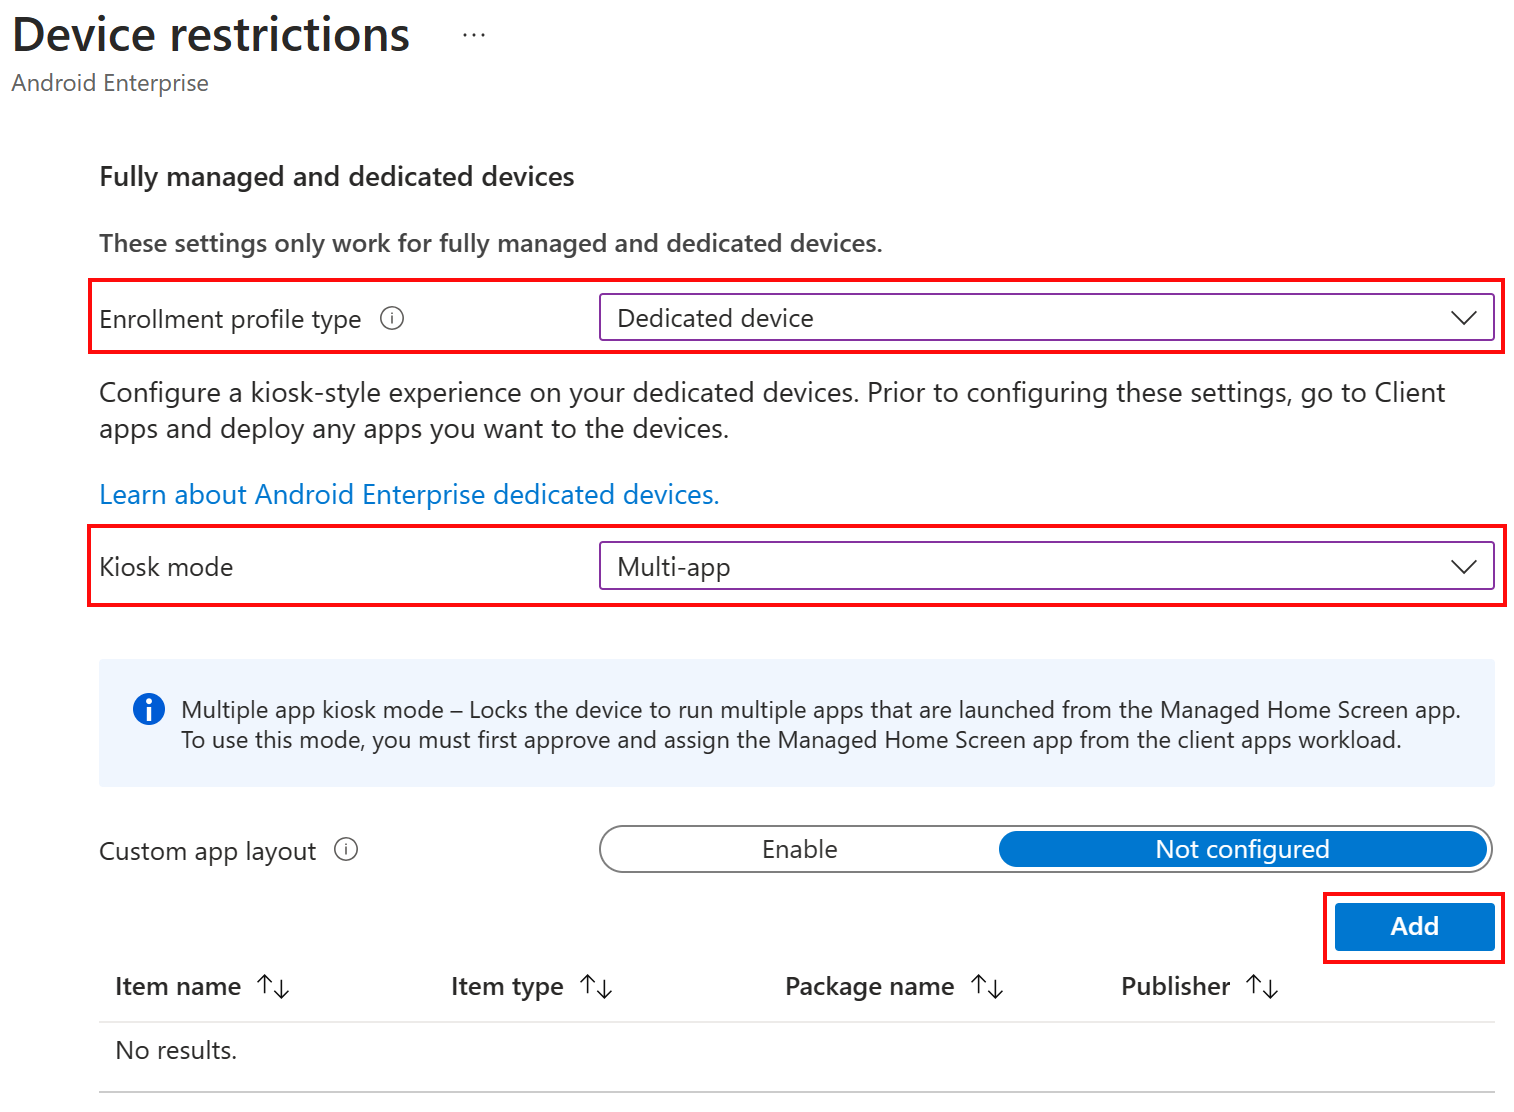 Device restrictions ...
Android Enterprise
Fully managed and dedicated devices
These settings only work for fully managed and dedicated devices.
Enrollment profile type
Dedicated device
Configure a kiosk-style experience on your dedicated devices. Prior to configuring these settings, go to Client
apps and deploy any apps you want to the devices.
Learn about Android Enterprise dedicated devices.
Kiosk mode
Multi-app
Multiple app kiosk mode – Locks the device to run multiple apps that are launched from the Managed Home Screen app.
To use this mode, you must first approve and assign the Managed Home Screen app from the client apps workload.
Custom app layout
Enable
Not configured
Add
Item name
Item type
Package name
Publisher
No results.